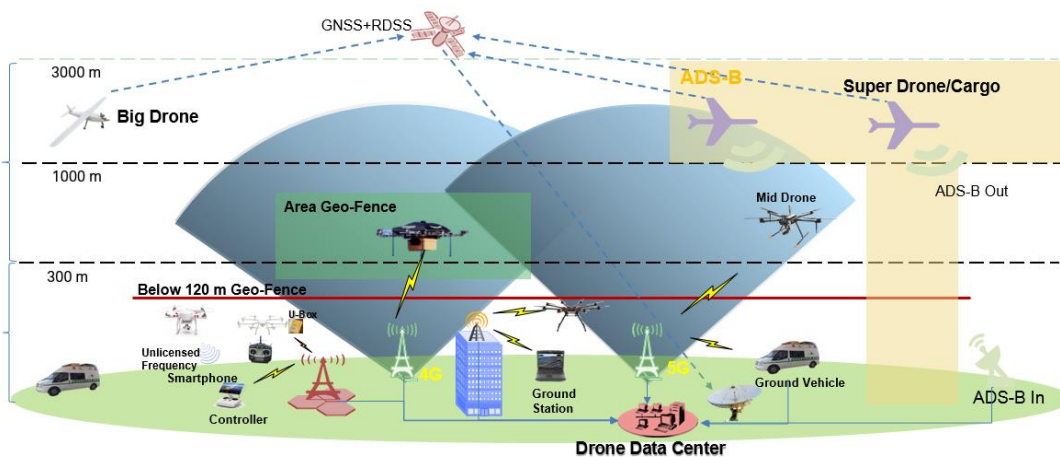 GNSS+RDSS
3000 m
ADS-B
Super Drone/Cargo
Big Drone
1000 m
ADS-B Out
Area Geo-Fence
Mid Drone
300 m
Below 120 m Geo-Fence
U-Box
Unlicensed
Frequency
Smartphone
4G
5G
Ground
Station
Ground Vehicle
Controller
ADS-B In
Drone Data Center